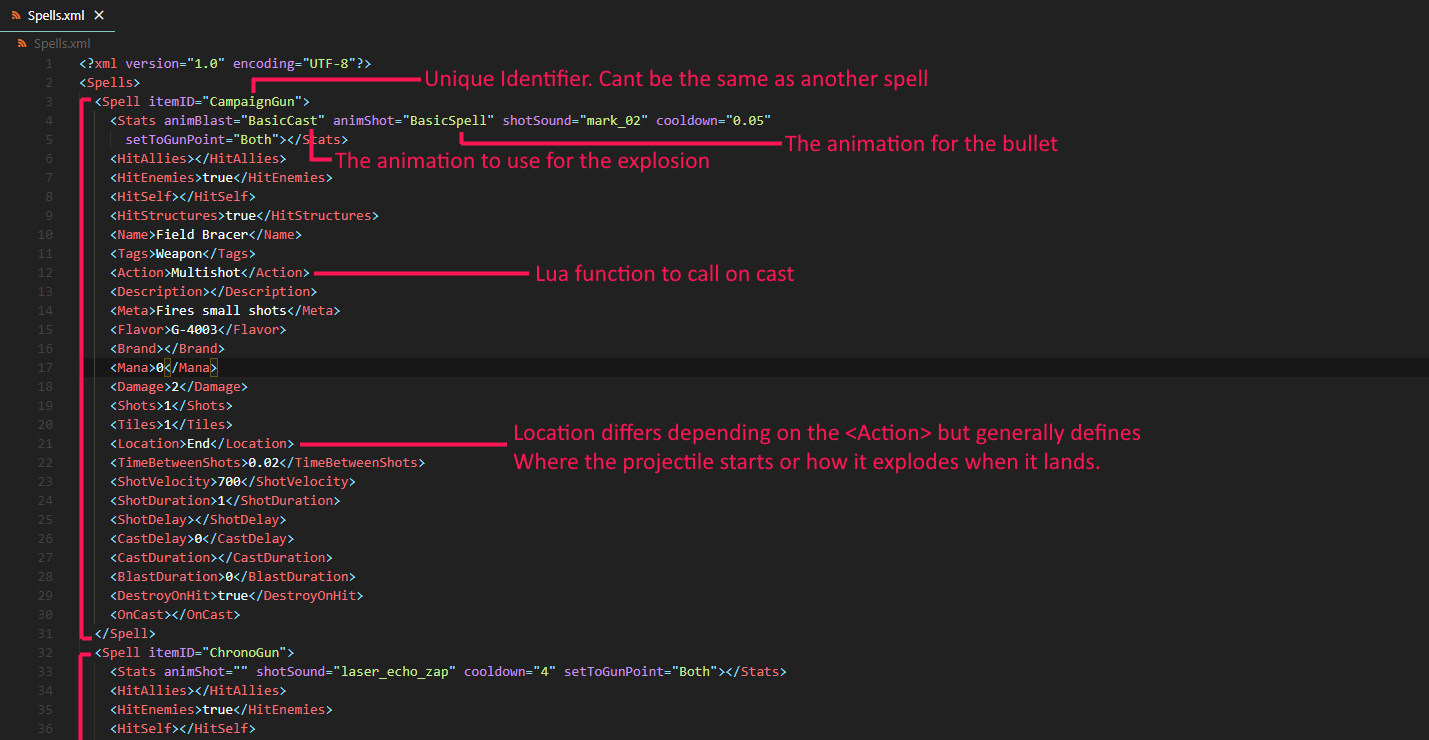 Spells.xml ×
Spells.xml
1 <?xml version="1.0" encoding="UTF-8"?>
Unique Identifier. Cant be the same as another spell
2 <Spells>
3 <Spell itemID="CampaignGun">
4 <Stats animBlast="BasicCast" animShot="BasicSpell" shotSound="mark_02" cooldown="0.05"
5 setToGunPoint="Both"></Stats>
The animation for the bullet
6 <HitAllies></HitAllies>
The animation to use for the explosion
7 <HitEnemies>true</HitEnemies>
8 <HitSelf></HitSelf>
9 <HitStructures>true</HitStructures>
10 <Name>Field Bracer</Name>
11 <Tags>Weapon</Tags>
12 <Action>Multishot</Action>
Lua function to call on cast
13 <Description></Description>
14 <Meta>Fires small shots</Meta>
15 <Flavor>G-4003</Flavor>
16 <Brand></Brand>
17 <Mana>0</Mana>
18 <Damage>2</Damage>
19 <Shots>1</Shots>
20 <Tiles>1</Tiles>
21 <Location>End</Location>
Location differs depending on the <Action> but generally defines
Where the projectile starts or how it explodes when it lands.
22 <TimeBetweenShots>0.02</TimeBetweenShots>
23 <ShotVelocity>700</ShotVelocity>
24 <ShotDuration>1</ShotDuration>
25 <ShotDelay></ShotDelay>
26 <CastDelay>0</CastDelay>
27 <CastDuration></CastDuration>
28 <BlastDuration>0</BlastDuration>
29 <DestroyOnHit>true</DestroyOnHit>
30 <OnCast></OnCast>
31 </Spell>
32 <Spell itemID="ChronoGun">
33 <Stats animShot="" shotSound="laser_echo_zap" cooldown="4" setToGunPoint="Both"></Stats>
34 <HitAllies></HitAllies>
35 <HitEnemies>true</HitEnemies>
36 <HitSelf></HitSelf>